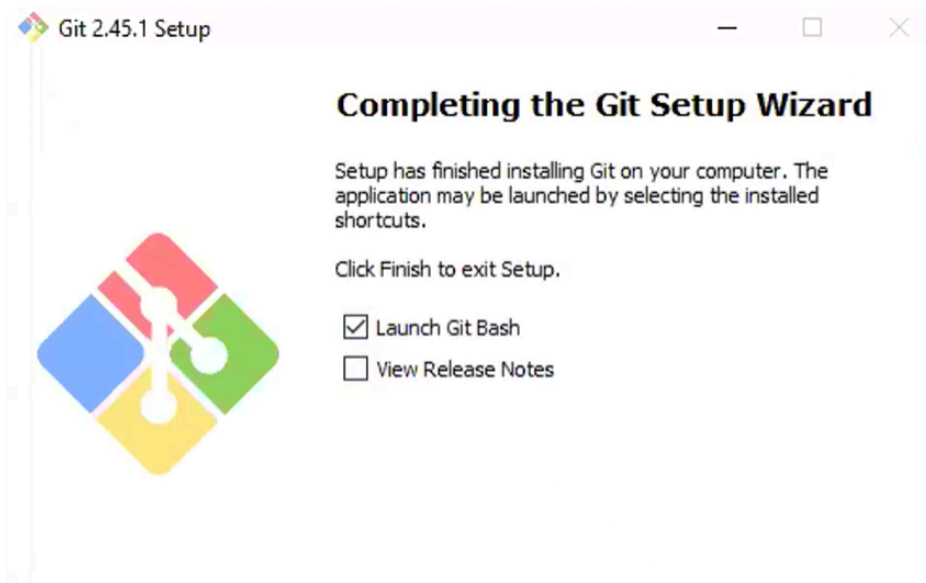 Git 2.45.1 Setup
Completing the Git Setup Wizard
Setup has finished installing Git on your computer. The
application may be launched by selecting the installed
shortcuts.
Click Finish to exit Setup.
Launch Git Bash
View Release Notes